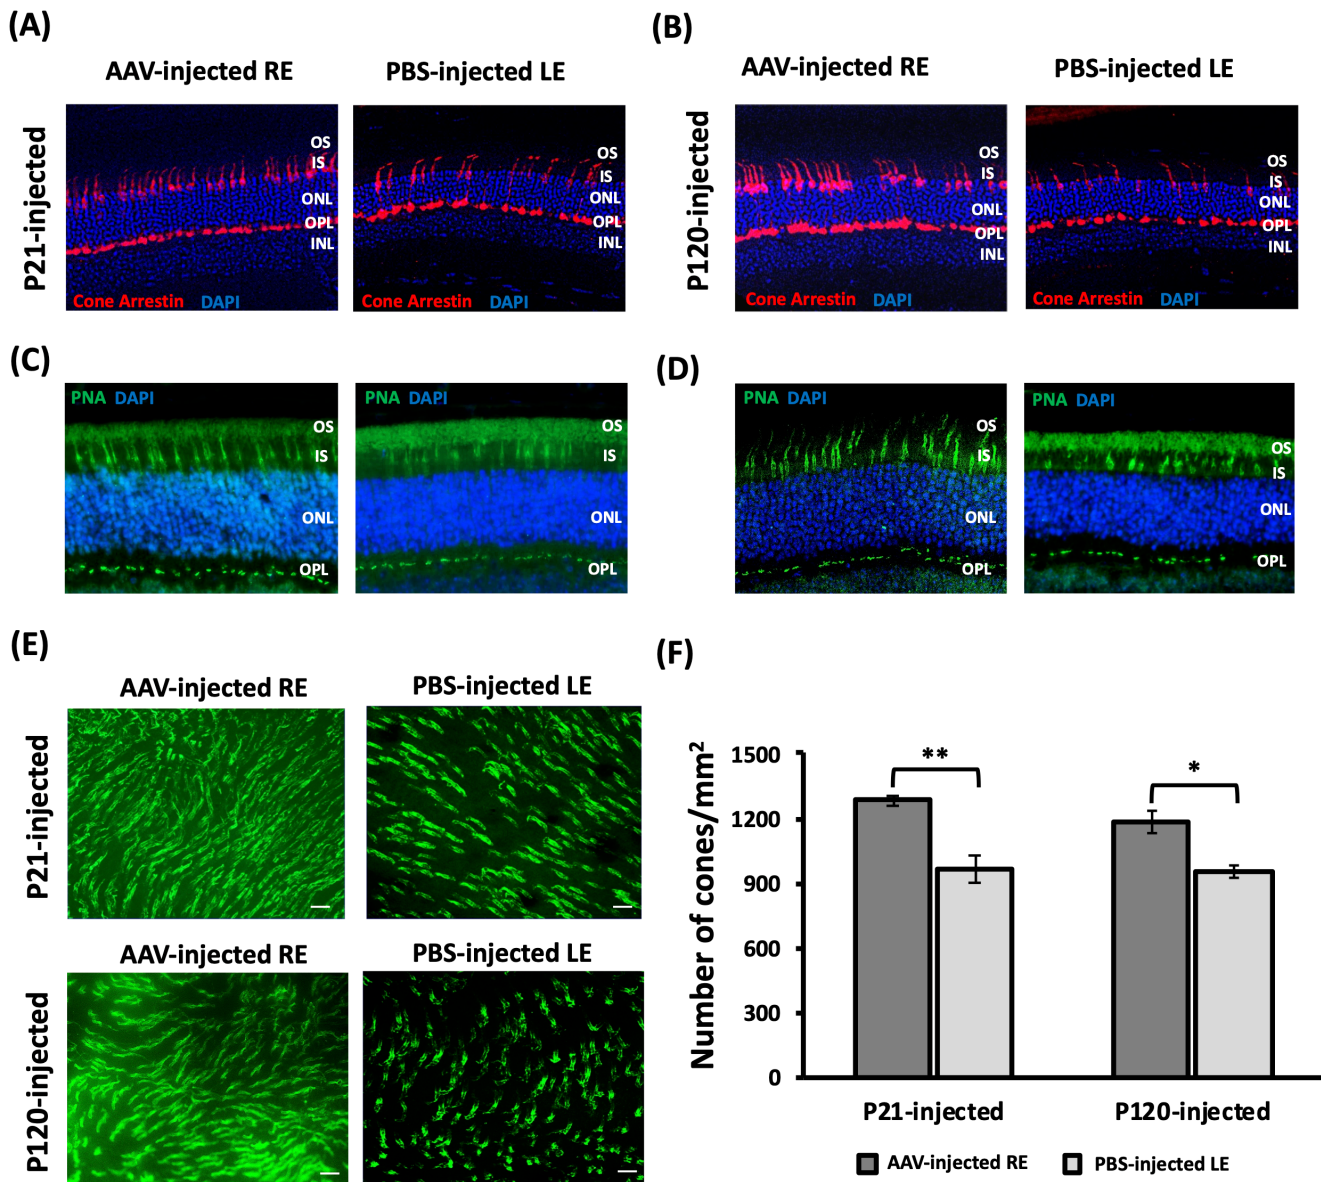 (A)
AAV-injected RE
PBS-injected LE
P21-injected
OS
IS
ONL
OPL
INL
Cone Arrestin DAPI
OS
IS
ONL
OPL
INL
Cone Arrestin DAPI
(B)
AAV-injected RE
PBS-injected LE
P120-injected
OS
IS
ONL
OPL
INL
Cone Arrestin DAPI
OS
IS
ONL
OPL
INL
Cone Arrestin DAPI
(C)
PNA DAPI
OS
IS
ONL
OPL
PNA DAPI
OS
IS
ONL
OPL
(D)
PNA DAPI
OS
IS
ONL
OPL
PNA DAPI
OS
IS
ONL
OPL
(E)
AAV-injected RE
PBS-injected LE
P21-injected
AAV-injected RE
PBS-injected LE
P120-injected
(F)
Number of cones/mm²
1500
1200
900
600
300
0
**
*
P21-injected
P120-injected
AAV-injected RE
PBS-injected LE